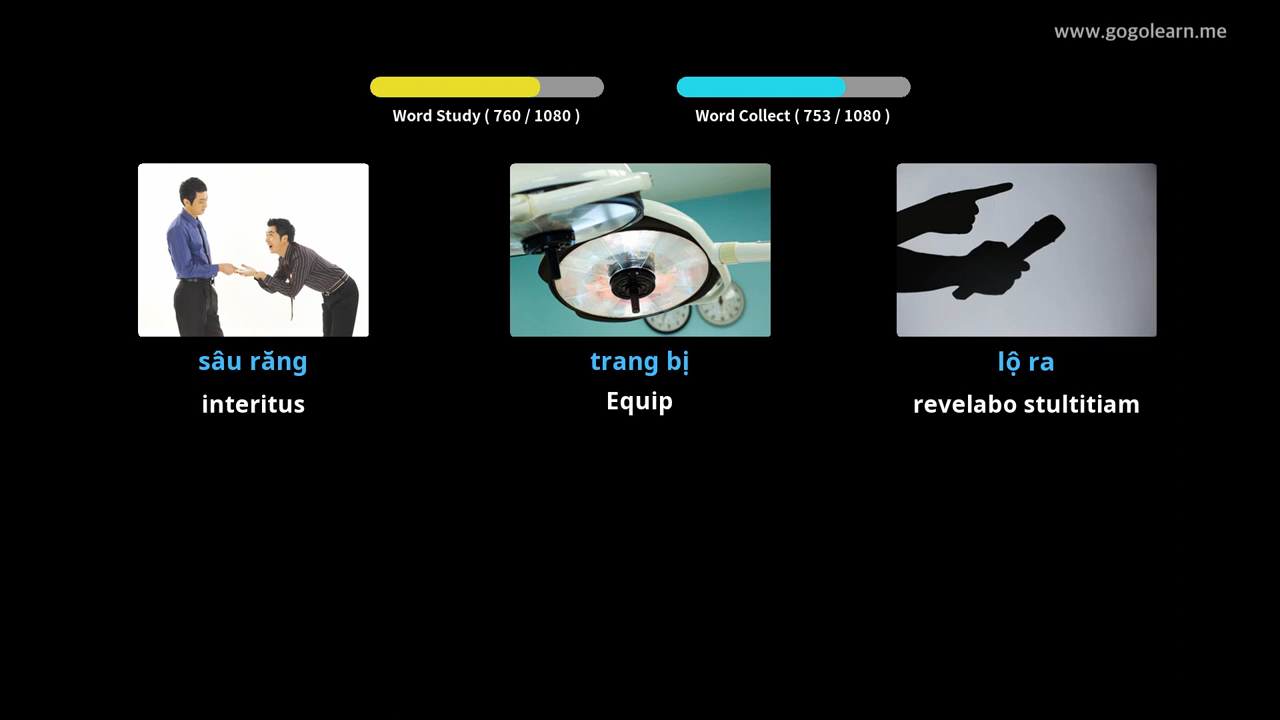 www.gogolearn.me
Word Study ( 760 / 1080 )
Word Collect ( 753 / 1080 )
sâu răng
trang bị
lộ ra
interitus
Equip
revelabo stultitiam